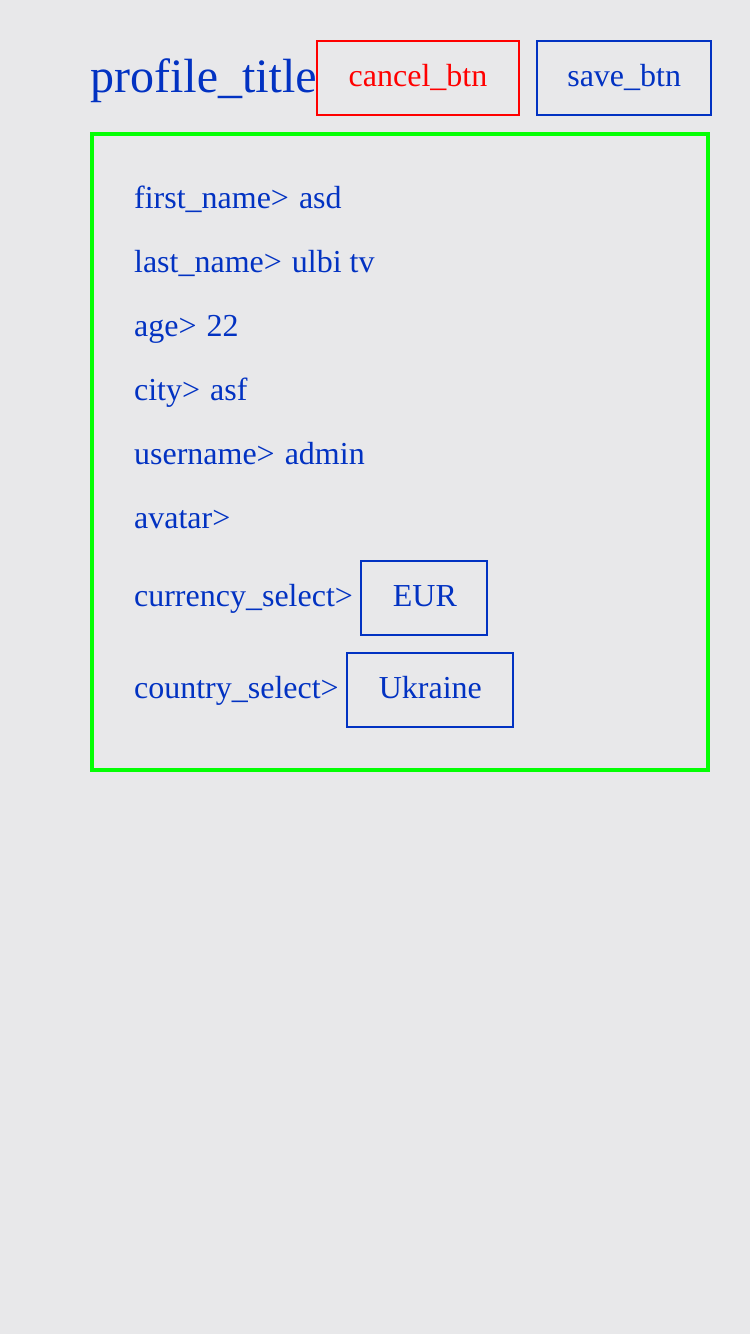 profile_title cancel_btn save_btn
first_name> asd
last_name> ulbi tv
age> 22
city> asf
username> admin
avatar>
currency_select> EUR
country_select> Ukraine